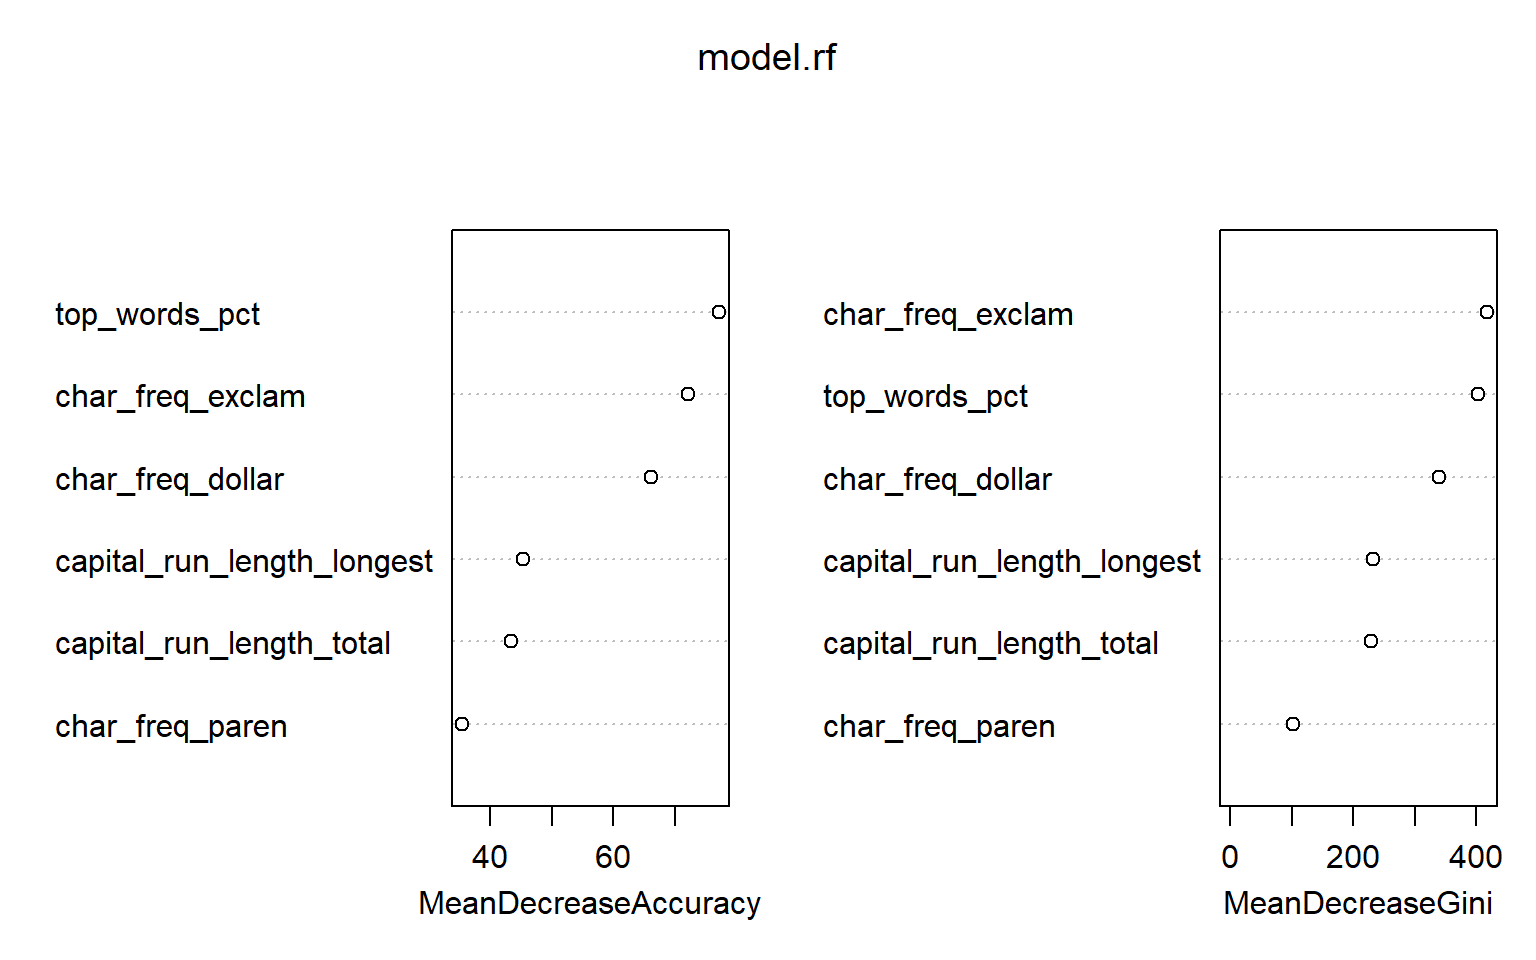 model.rf
top_words_pct
char_freq_exclam
char_freq_dollar
capital_run_length_longest
capital_run_length_total
char_freq_paren
40 60
MeanDecreaseAccuracy
char_freq_exclam
top_words_pct
char_freq_dollar
capital_run_length_longest
capital_run_length_total
char_freq_paren
0 200 400
MeanDecreaseGini